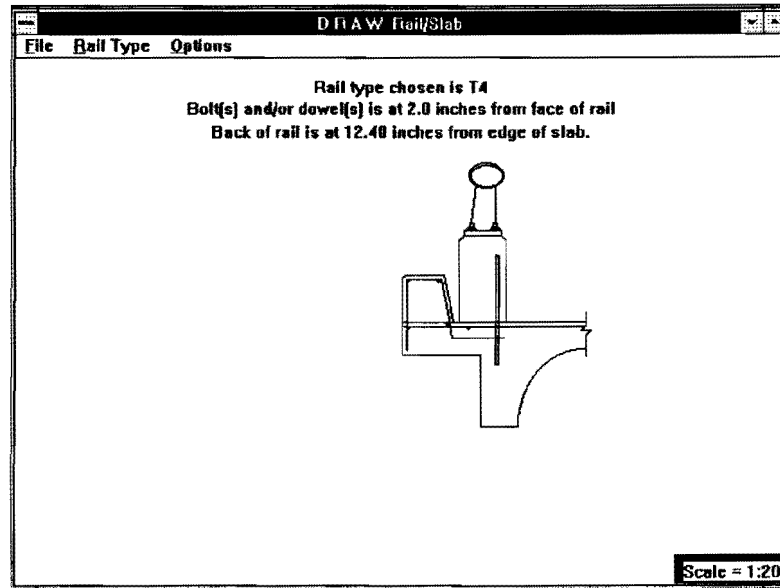 DRAW Rail/Slab
File Rail Type Options
Rail type chosen is T4
Bolt(s) and/or dowel(s) is at 2.0 inches from face of rail
Back of rail is at 12.40 inches from edge of slab.
Scale = 1:20